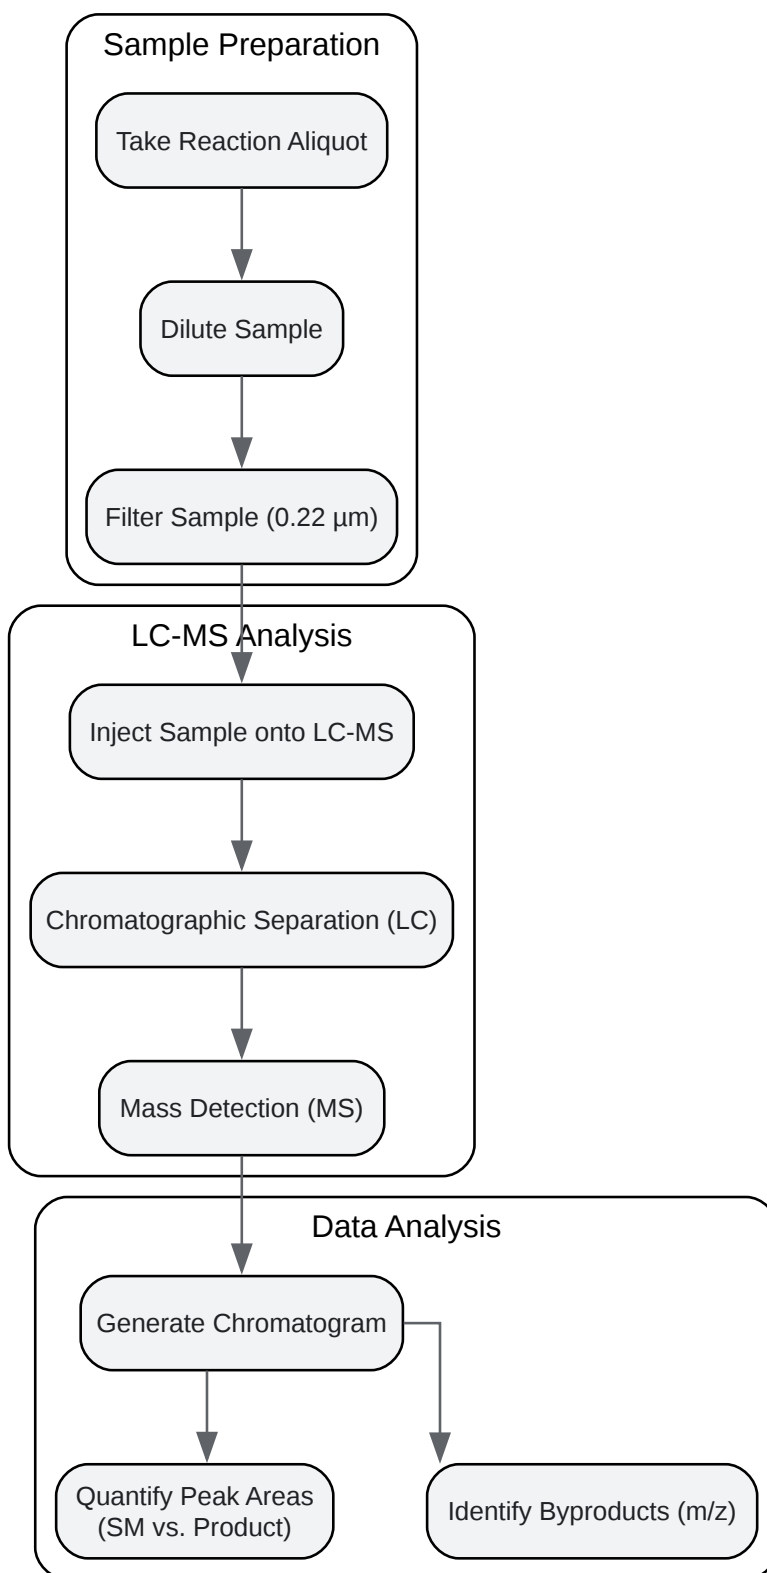 Sample Preparation
Take Reaction Aliquot
Dilute Sample
Filter Sample (0.22 µm)
LC-MS Analysis
Inject Sample onto LC-MS
Chromatographic Separation (LC)
Mass Detection (MS)
Data Analysis
Generate Chromatogram
Quantify Peak Areas
(SM vs. Product)
Identify Byproducts (m/z)